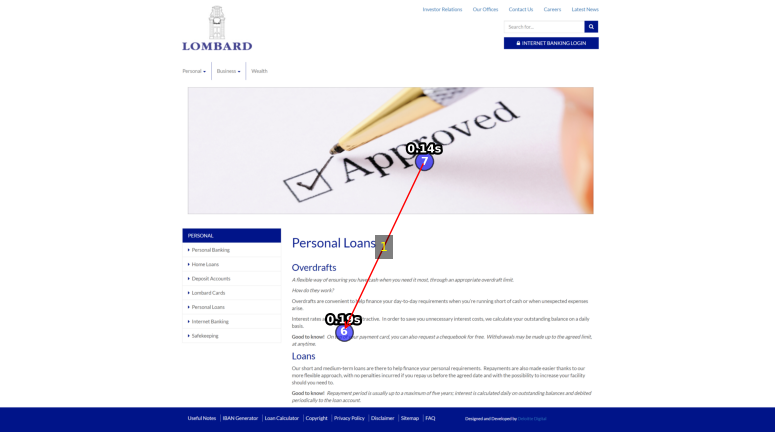 Investor Relations Our Offices Contact Us Careers Latest News
Search for...
INTERNET BANKING LOGIN
LOMBARD
Personal Business Wealth
Approved
0.14s
7
PERSONAL
Personal Banking
Home Loans
Deposit Accounts
Lombard Cards
Personal Loans
Internet Banking
Safekeeping
Personal Loans
1
Overdrafts
A flexible way of ensuring you have cash when you need it most, through an appropriate overdraft limit.
How do they work?
Overdrafts are convenient to help finance your day-to-day requirements when you're running short of cash or when unexpected expenses
arise.
0.19s
Interest rates attractive. In order to save you unnecessary interest costs, we calculate your outstanding balance on a daily
basis.
6
Good to know! On your payment card, you can also request a chequebook for free. Withdrawals may be made up to the agreed limit,
at anytime.
Loans
Our short and medium-term loans are there to help finance your personal requirements. Repayments are also made easier thanks to our
more flexible approach, with no penalties incurred if you repay us before the agreed date and with the possibility to increase your facility
should you need to.
Good to know! Repayment period is usually up to a maximum of five years; interest is calculated daily on outstanding balances and debited
periodically to the loan account.
Useful Notes IBAN Generator Loan Calculator Copyright Privacy Policy Disclaimer Sitemap FAQ Designed and Developed by Deloitte Digital